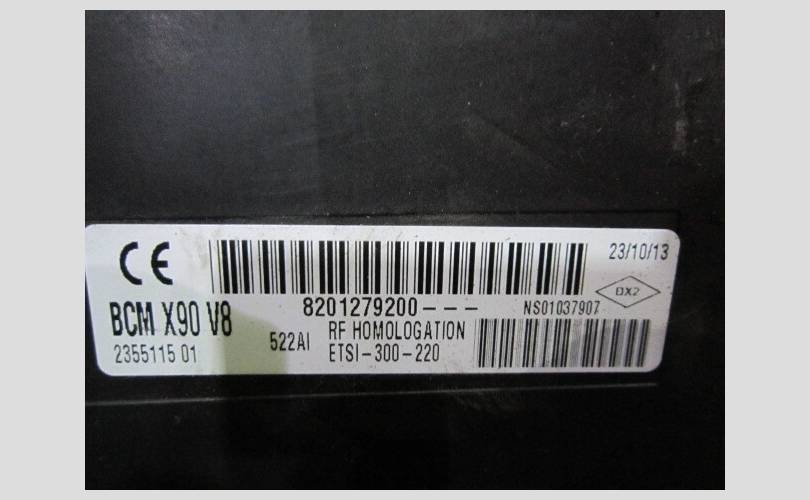 CE
23/10/13
BCM X90 V8
8201279200---
NS01037907
DX2
2355115 01
522AI
RF HOMOLOGATION
ETSI-300-220